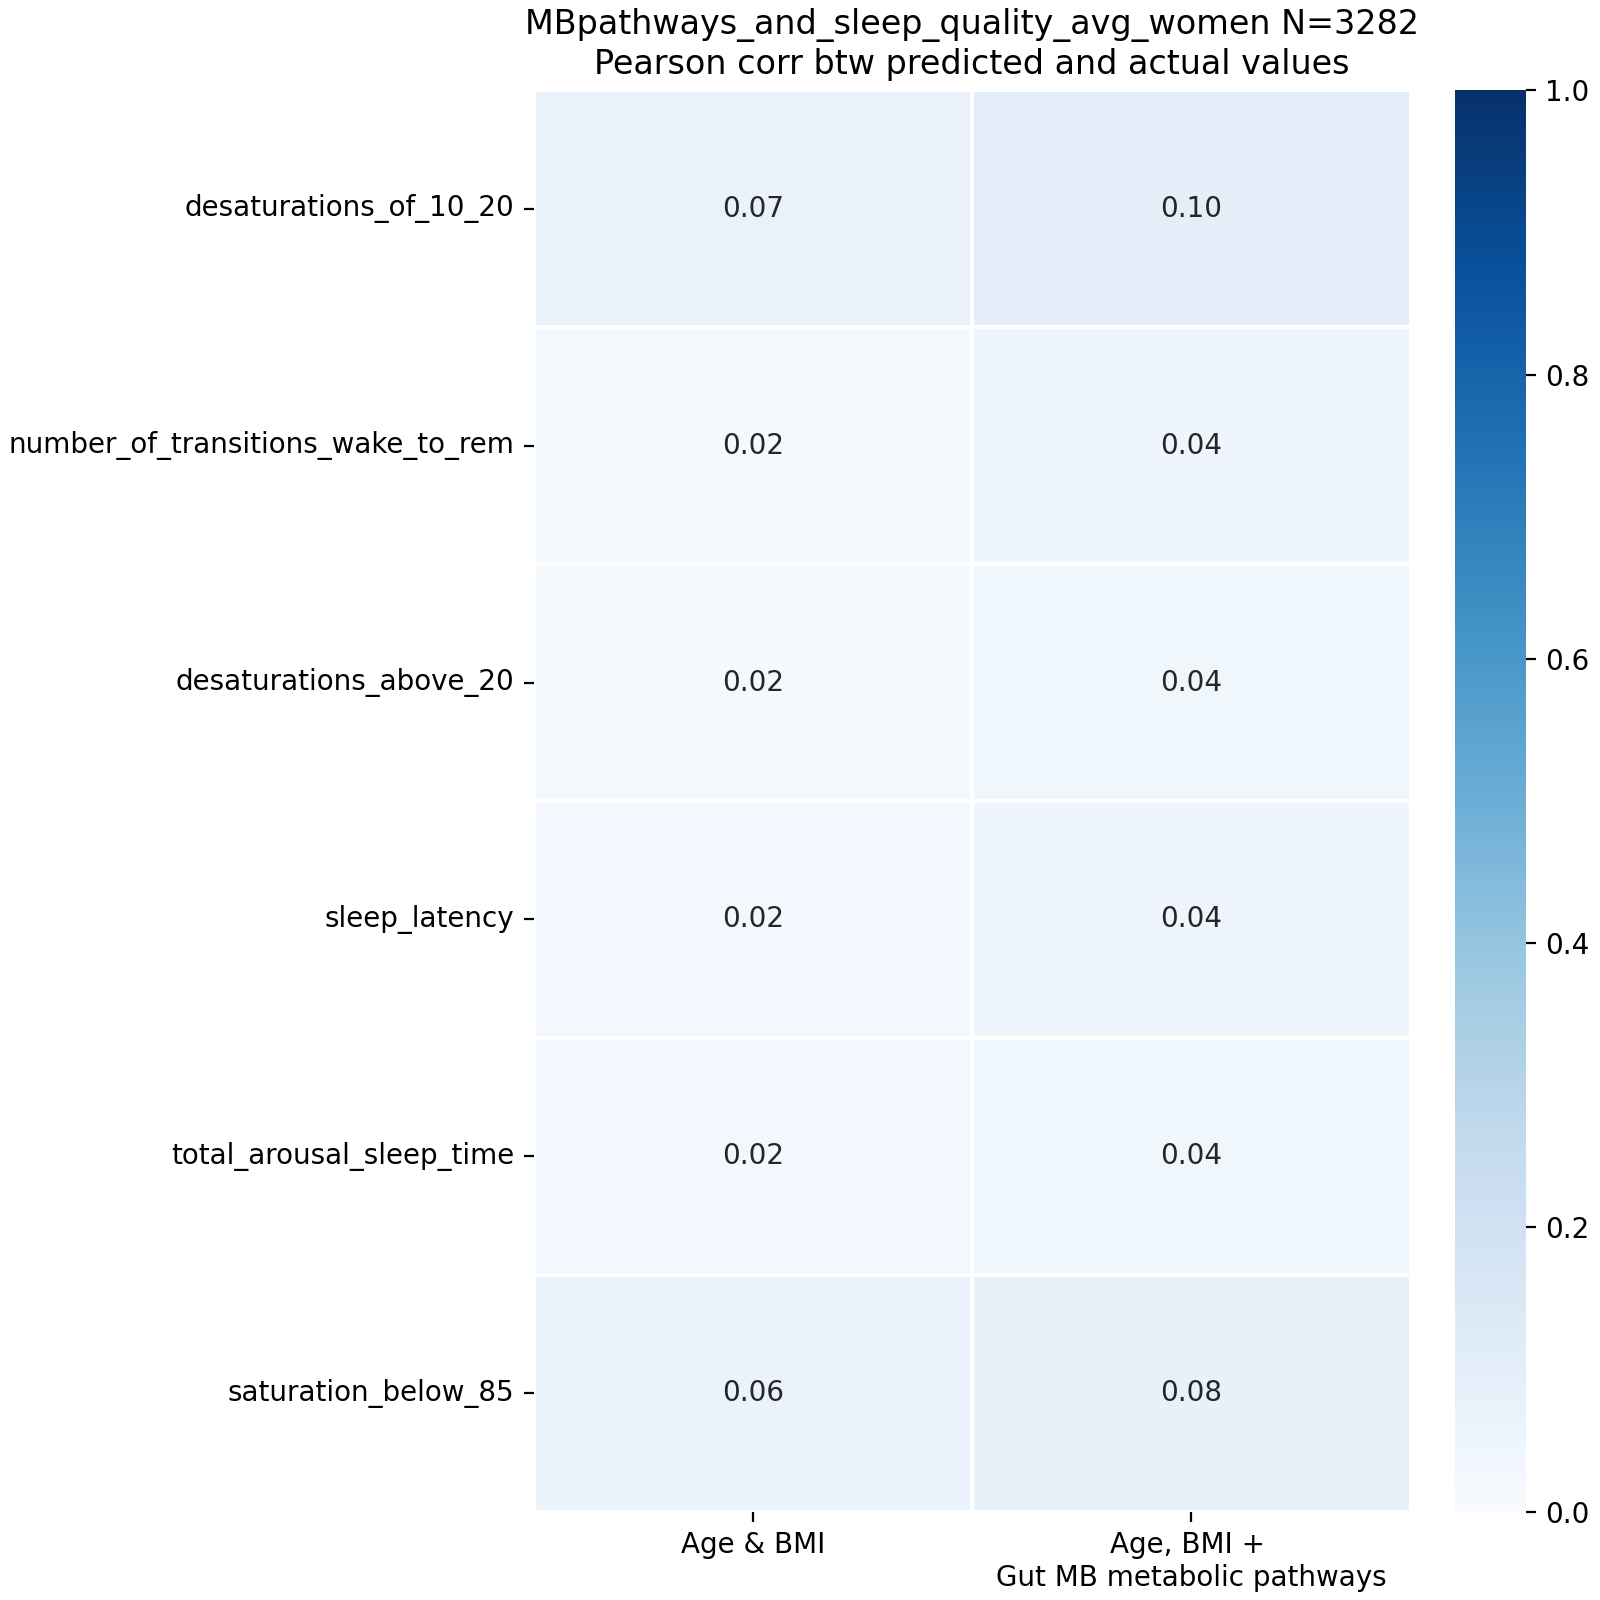 MBpathways_and_sleep_quality_avg_women N=3282
Pearson corr btw predicted and actual values
desaturations_of_10_20
0.07
0.10
number_of_transitions_wake_to_rem
0.02
0.04
desaturations_above_20
0.02
0.04
sleep_latency
0.02
0.04
total_arousal_sleep_time
0.02
0.04
saturation_below_85
0.06
0.08
Age & BMI
Age, BMI +
Gut MB metabolic pathways
1.0
0.8
0.6
0.4
0.2
0.0